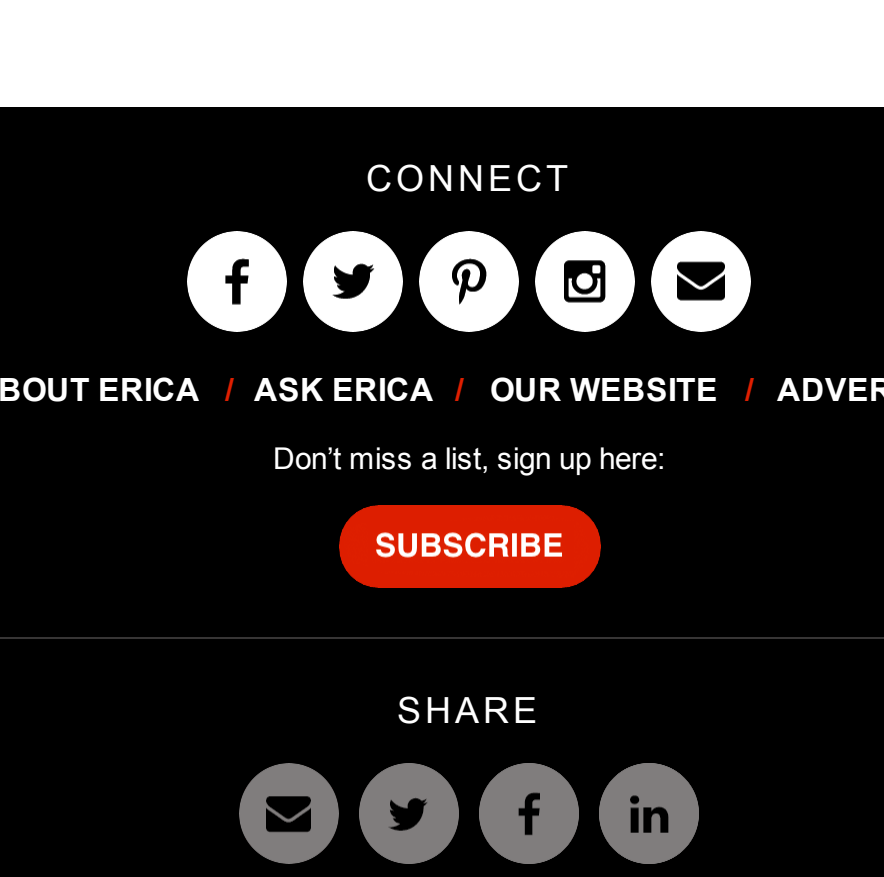 CONNECT
BOUT ERICA / ASK ERICA / OUR WEBSITE / ADVER
Don’t miss a list, sign up here:
SUBSCRIBE
SHARE